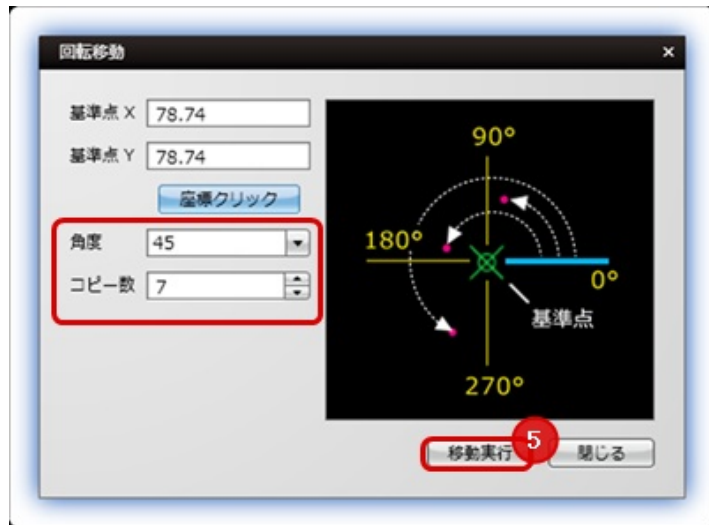 回転移動
×
基準点 X 78.74
基準点 Y 78.74
座標クリック
角度 45
コピー数 7
90°
180°
0°
基準点
270°
移動実行
5
閉じる